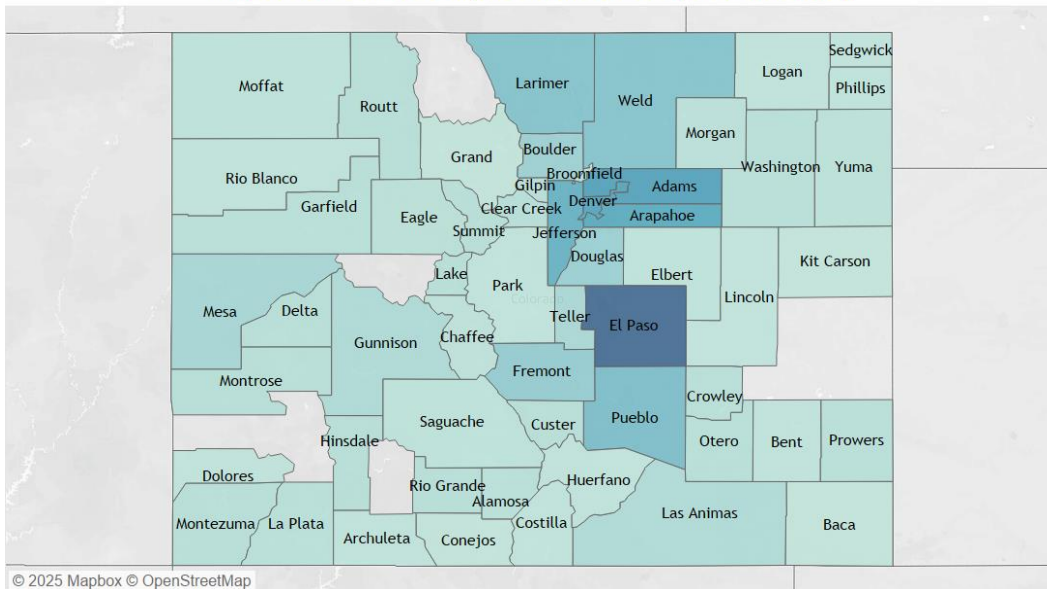 Sedgwick
Logan
Moffat
Larimer
Phillips
Weld
Routt
Morgan
Boulder
Grand
Washington
Yuma
Broomfield
Rio Blanco
Gilpin
Adams
Denver
Garfield
Clear Creek
Eagle
Arapahoe
Summit
Jefferson
Douglas
Kit Carson
Lake
Elbert
Park
Lincoln
Colorado
Mesa
Delta
Teller
El Paso
Chaffee
Gunnison
Fremont
Montrose
Crowley
Pueblo
Saguache
Custer
Hinsdale
Otero
Bent
Prowers
Dolores
Huerfano
Rio Grande
Alamosa
Las Animas
Montezuma
La Plata
Costilla
Baca
Archuleta
Conejos
© 2025 Mapbox © OpenStreetMap